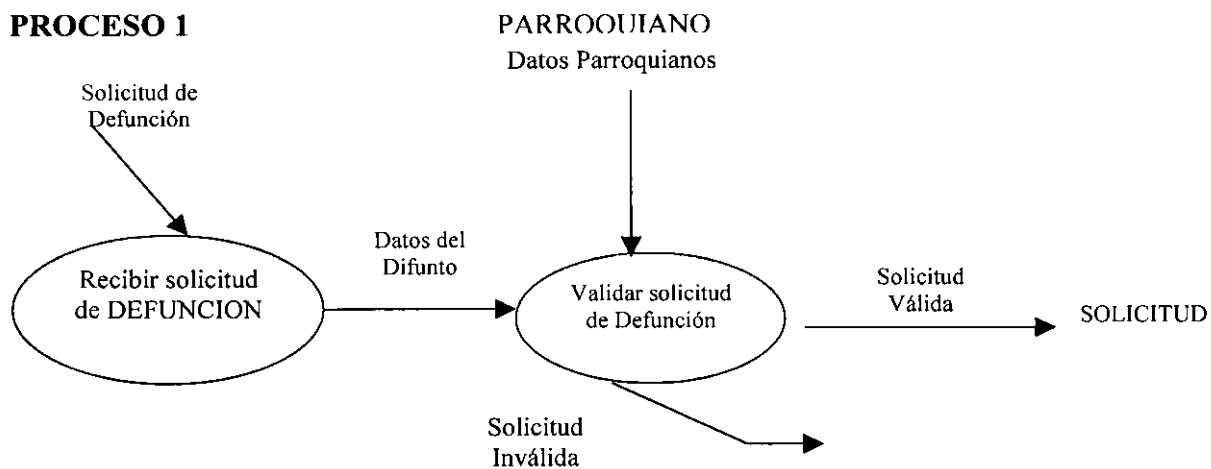 PROCESO 1
PARROQUIANO
Datos Parroquianos
Solicitud de
Defunción
Recibir solicitud
de DEFUNCION
Datos del
Difunto
Validar solicitud
de Defunción
Solicitud
Válida
SOLICITUD
Solicitud
Inválida